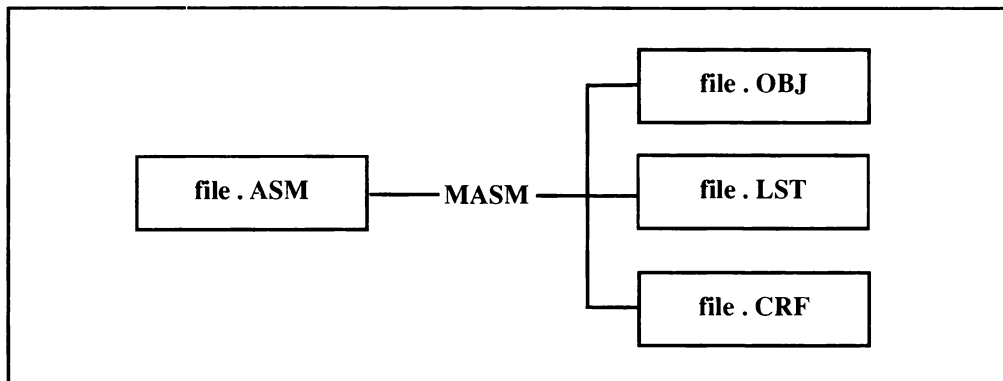 file . OBJ
file . ASM
MASM
file . LST
file . CRF